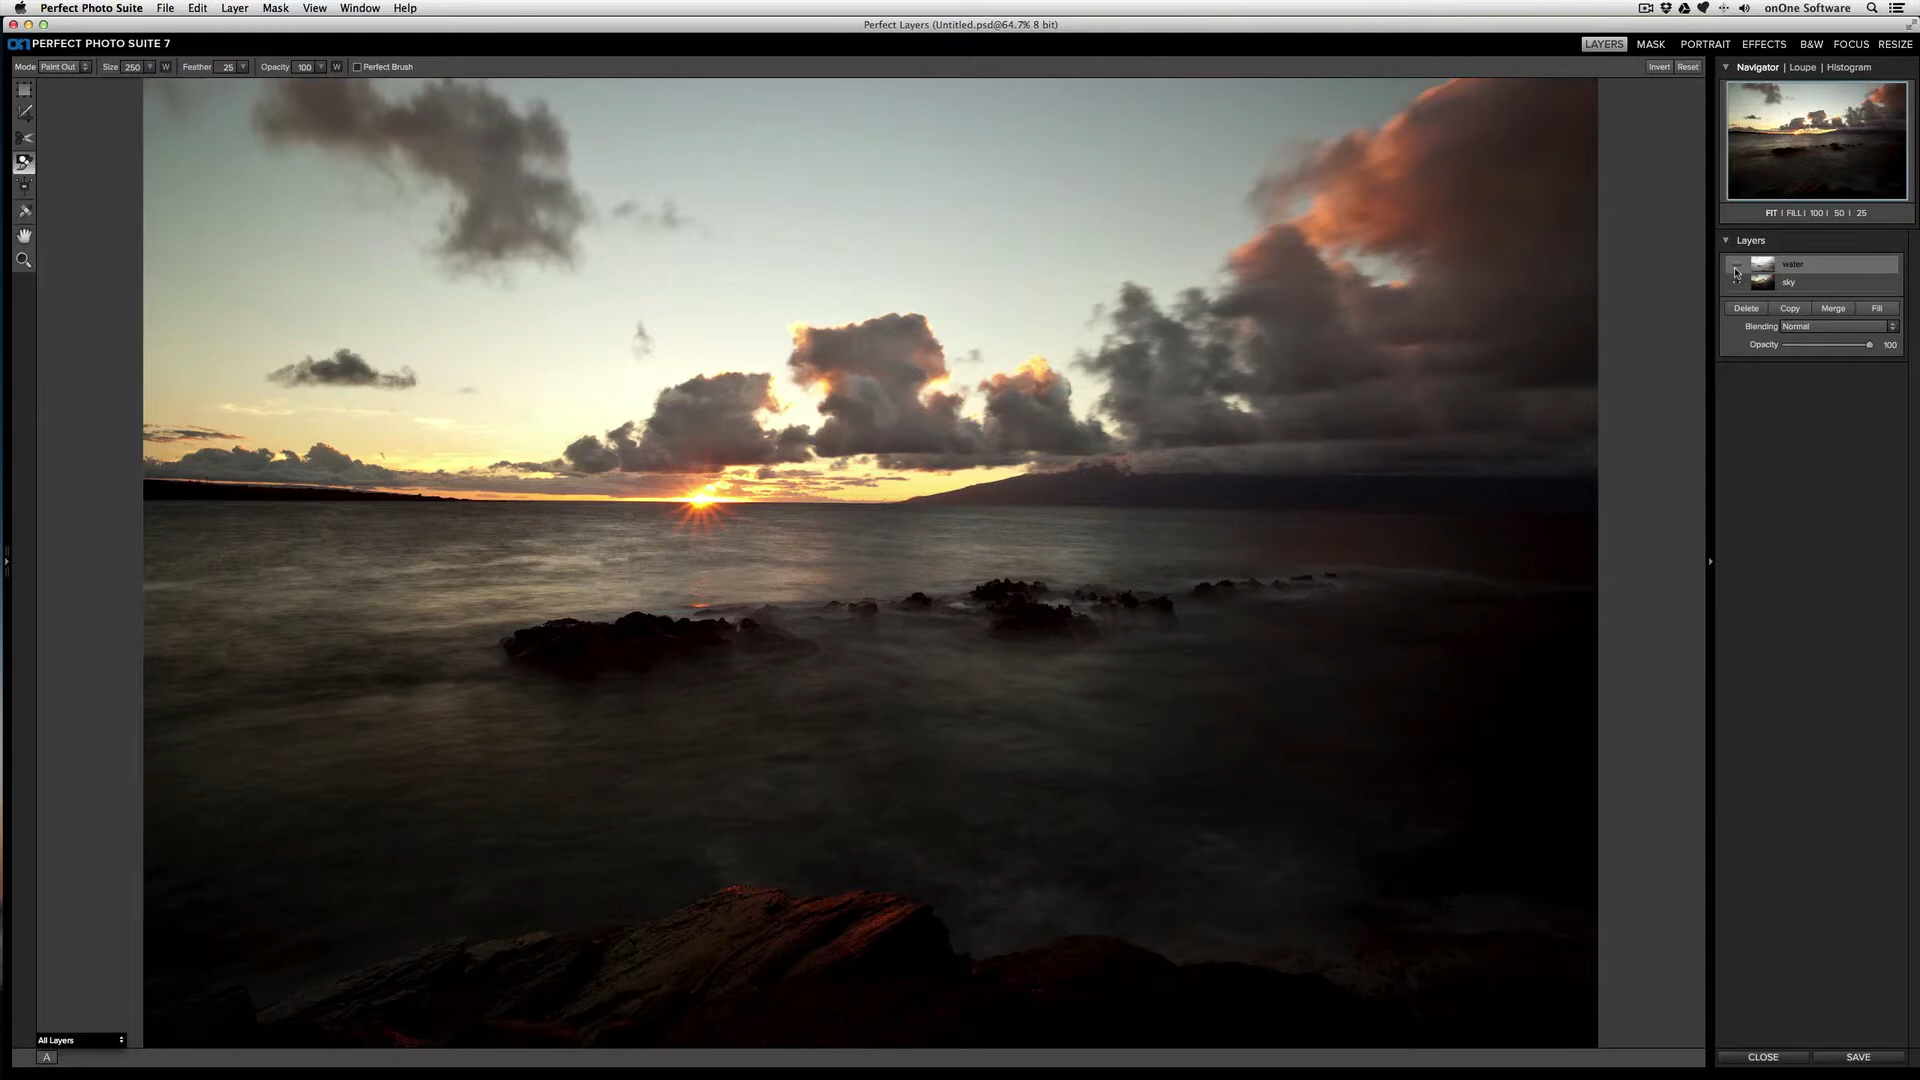 Perfect Photo Suite File Edit Layer Mask View Window Help onOne Software
Perfect Layers (Untitled.psd@64.7% 8 bit)
on PERFECT PHOTO SUITE 7 LAYERS MASK PORTRAIT EFFECTS B&W FOCUS RESIZE
Mode Paint Out Size 250 W Feather 25 Opacity 100 W Perfect Brush Invert Reset
Navigator | Loupe | Histogram
FIT | FILL | 100 | 50 | 25
Layers
water
sky
Delete Copy Merge Fill
Blending Normal
Opacity 100
All Layers
A
CLOSE SAVE